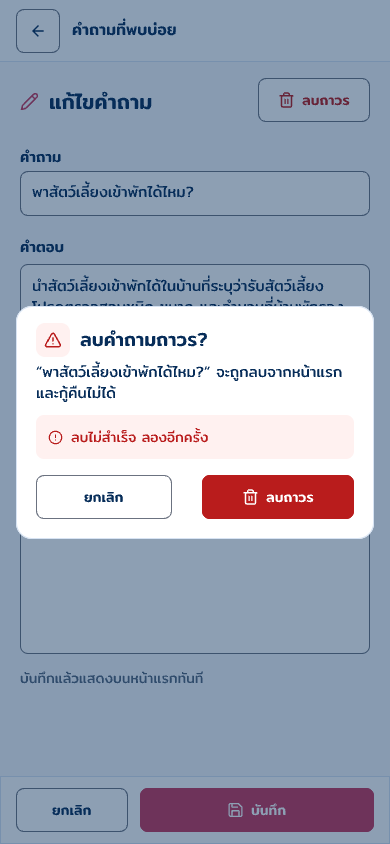 คำถามที่พบบ่อย
แก้ไขคำถาม
ลบถาวร
คำถาม
พาสัตว์เลี้ยงเข้าพักได้ไหม?
คำตอบ
นำสัตว์เลี้ยงเข้าพักได้ในบ้านที่ระบุว่ารับสัตว์เลี้ยง
ลบคำถามถาวร?
“พาสัตว์เลี้ยงเข้าพักได้ไหม?” จะถูกลบจากหน้าแรก
และกู้คืนไม่ได้
ลบไม่สำเร็จ ลองอีกครั้ง
ยกเลิก
ลบถาวร
บันทึกแล้วแสดงบนหน้าแรกทันที
ยกเลิก
บันทึก